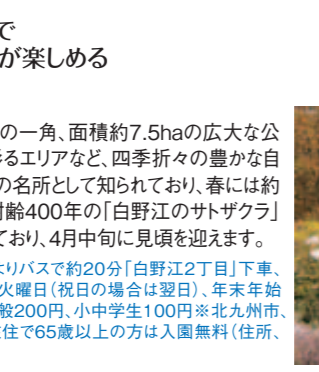 で
が楽しめる
の一角、面積約7.5haの広大な公
彩るエリアなど、四季折々の豊かな自
の名所として知られており、春には約
樹齢400年の「白野江のサトザクラ」
ており、4月中旬に見頃を迎えます。
よりバスで約20分「白野江2丁目」下車、
火曜日(祝日の場合は翌日)、年末年始
般200円、小中学生100円※北九州市、
住で65歳以上の方は入園無料(住所、